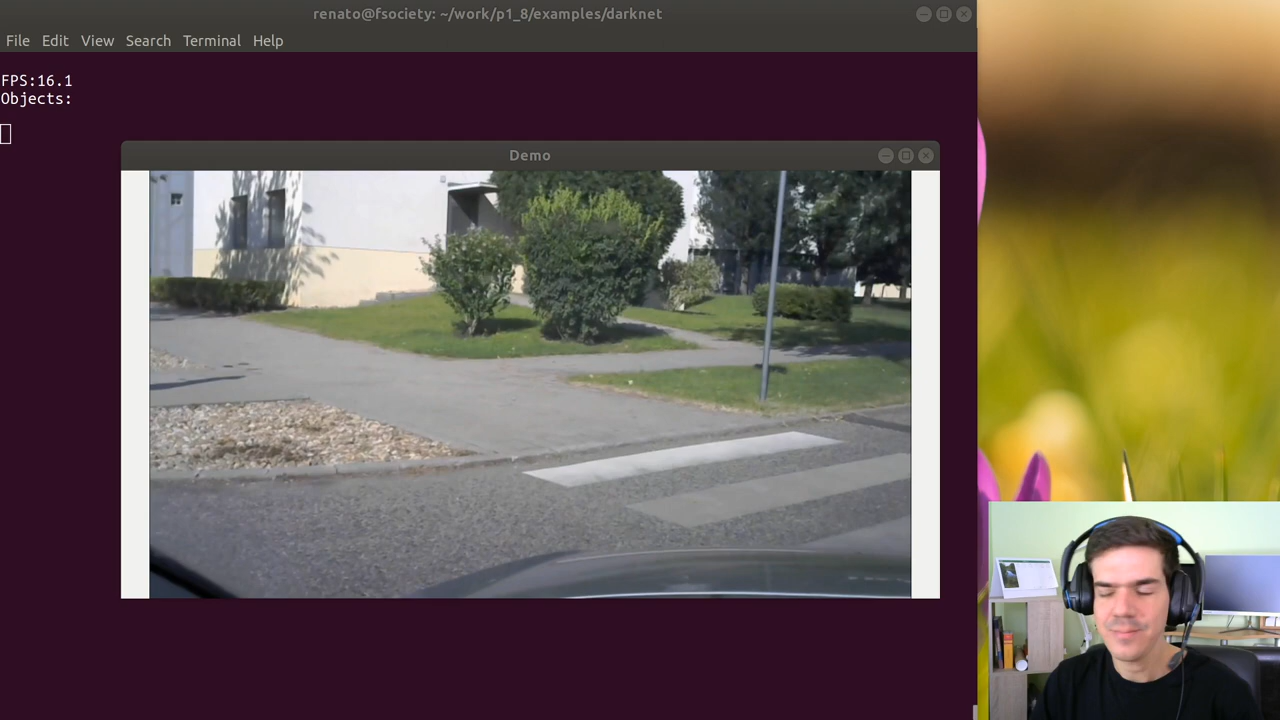 renato@fsociety: ~/work/p1_8/examples/darknet
File Edit View Search Terminal Help
FPS:16.1
Objects:
Demo